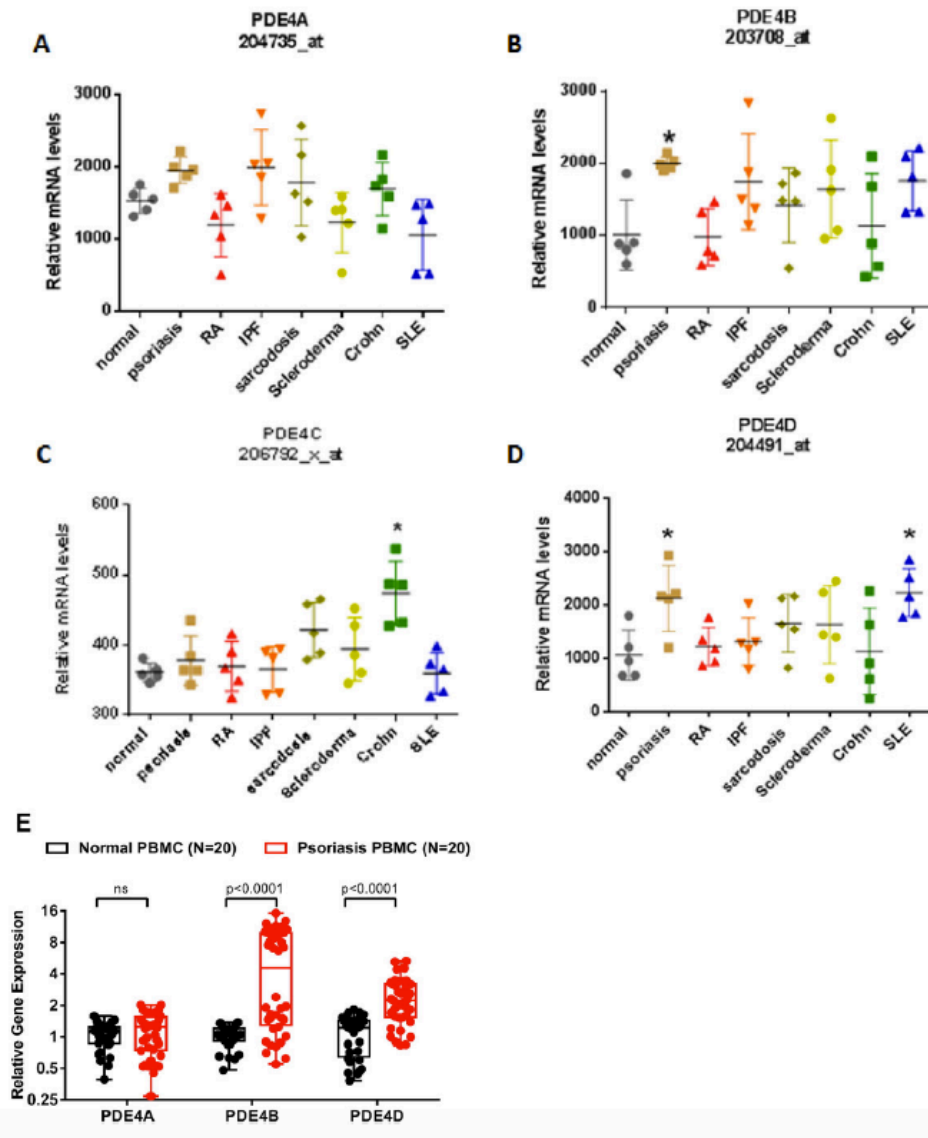 A
PDE4A
204735_at
Relative mRNA levels
3000
2000
1000
0
normal
psoriasis
RA
IPF
sarcodosis
Scleroderma
Crohn
SLE
B
PDE4B
203708_at
Relative mRNA levels
3000
2000
1000
0
*
normal
psoriasis
RA
IPF
sarcodosis
Scleroderma
Crohn
SLE
C
PDE4C
206792_x_at
Relative mRNA levels
600
500
400
300
*
normal
psoriasis
RA
IPF
sarcodosis
Scleroderma
Crohn
SLE
D
PDE4D
204491_at
Relative mRNA levels
4000
3000
2000
1000
0
*
*
normal
psoriasis
RA
IPF
sarcodosis
Scleroderma
Crohn
SLE
E
Normal PBMC (N=20)
Psoriasis PBMC (N=20)
Relative Gene Expression
16
4
2
1
0.5
0.25
ns
p<0.0001
p<0.0001
PDE4A
PDE4B
PDE4D